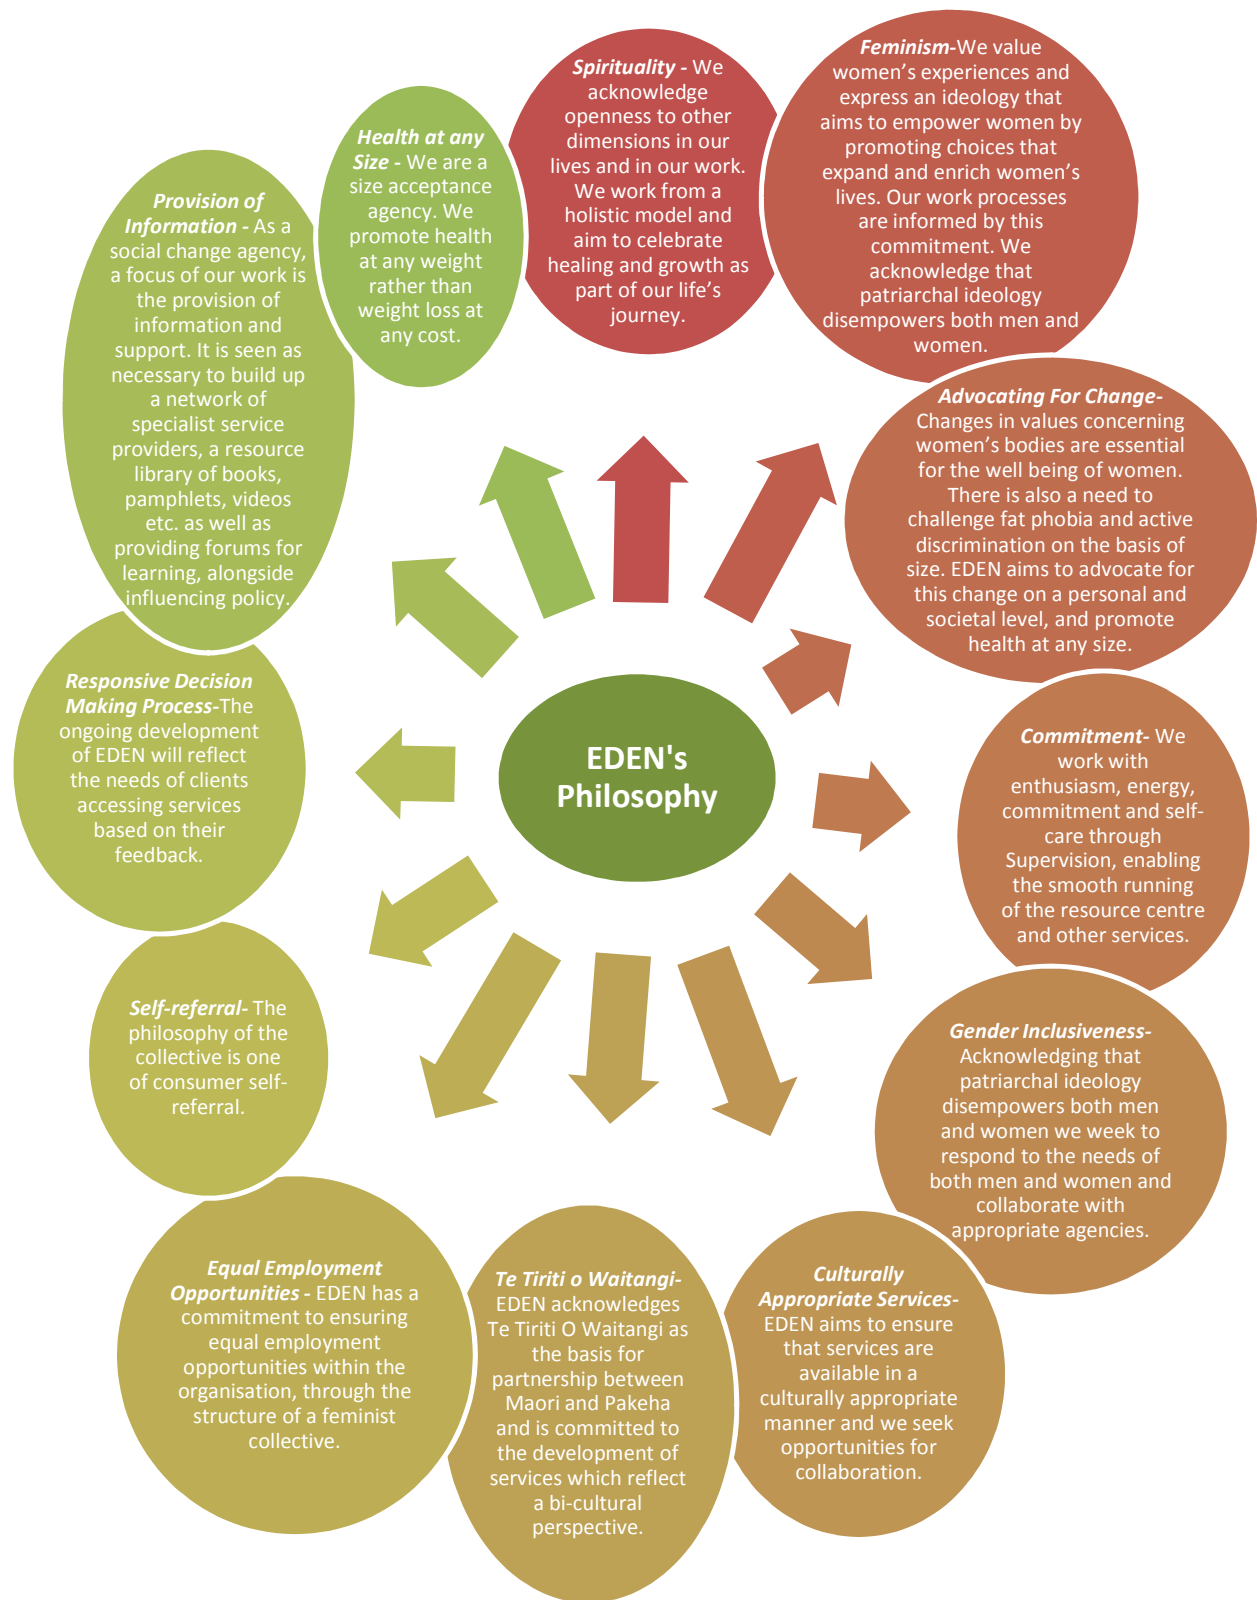 EDEN's
Philosophy
Spirituality - We
acknowledge
openness to other
dimensions in our
lives and in our work.
We work from a
holistic model and
aim to celebrate
healing and growth as
part of our life’s
journey.
Feminism-We value
women’s experiences and
express an ideology that
aims to empower women by
promoting choices that
expand and enrich women’s
lives. Our work processes
are informed by this
commitment. We
acknowledge that
patriarchal ideology
disempowers both men and
women.
Advocating For Change-
Changes in values concerning
women’s bodies are essential
for the well being of women.
There is also a need to
challenge fat phobia and active
discrimination on the basis of
size. EDEN aims to advocate for
this change on a personal and
societal level, and promote
health at any size.
Commitment- We
work with
enthusiasm, energy,
commitment and self-
care through
Supervision, enabling
the smooth running
of the resource centre
and other services.
Gender Inclusiveness-
Acknowledging that
patriarchal ideology
disempowers both men
and women we week to
respond to the needs of
both men and women and
collaborate with
appropriate agencies.
Culturally
Appropriate Services-
EDEN aims to ensure
that services are
available in a
culturally appropriate
manner and we seek
opportunities for
collaboration.
Te Tiriti o Waitangi-
EDEN acknowledges
Te Tiriti O Waitangi as
the basis for
partnership between
Maori and Pakeha
and is committed to
the development of
services which reflect
a bi-cultural
perspective.
Equal Employment
Opportunities - EDEN has a
commitment to ensuring
equal employment
opportunities within the
organisation, through the
structure of a feminist
collective.
Self-referral- The
philosophy of the
collective is one
of consumer self-
referral.
Responsive Decision
Making Process-The
ongoing development
of EDEN will reflect
the needs of clients
accessing services
based on their
feedback.
Provision of
Information - As a
social change agency,
a focus of our work is
the provision of
information and
support. It is seen as
necessary to build up
a network of
specialist service
providers, a resource
library of books,
pamphlets, videos
etc. as well as
providing forums for
learning, alongside
influencing policy.
Health at any
Size - We are a
size acceptance
agency. We
promote health
at any weight
rather than
weight loss at
any cost.